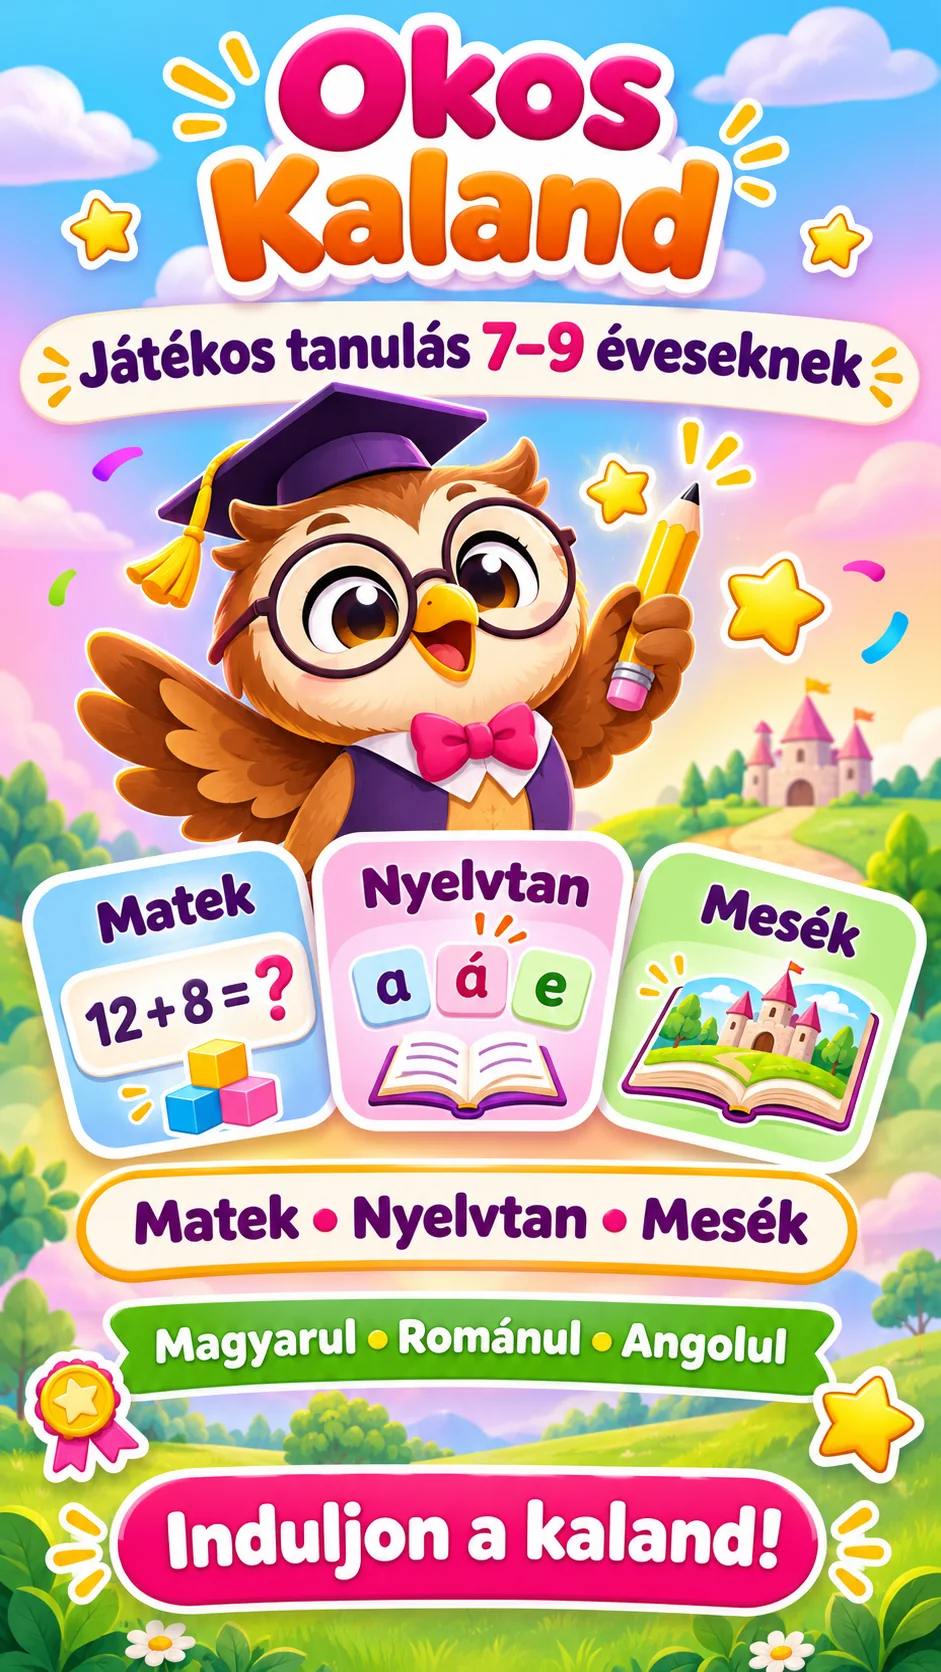 Okos
Kaland
Játékos tanulás 7-9 éveseknek
Matek
12+8=?
Nyelvtan
a á e
Mesék
Matek • Nyelvtan • Mesék
Magyarul • Románul • Angolul
Induljon a kaland!